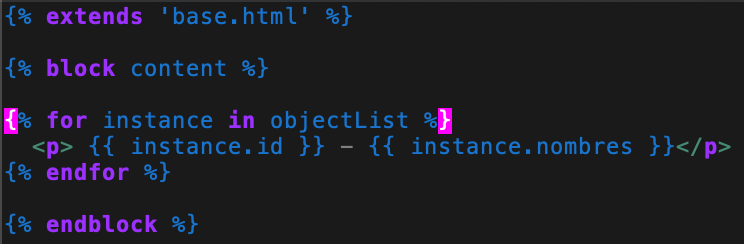 {% extends 'base.html' %}
{% block content %}
{% for instance in objectList %}
<p> {{ instance.id }} - {{ instance.nombres }}</p>
{% endfor %}
{% endblock %}